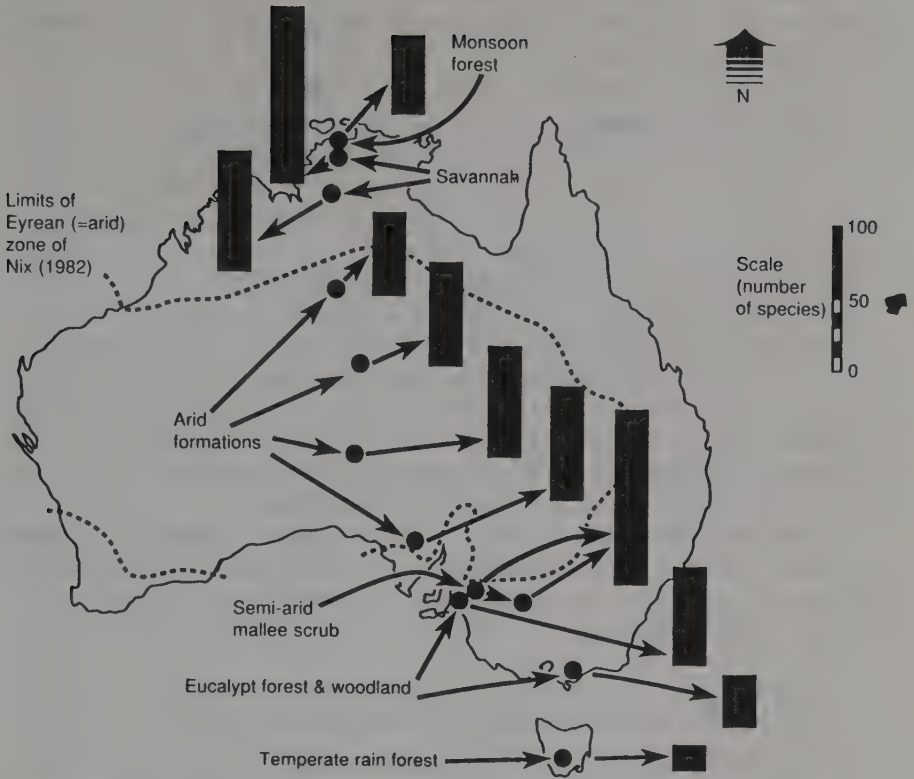 Monsoon
forest
N
Savannah
Limits of
Eyrean (=arid)
zone of
Nix (1982)
100
Scale
(number
of species)
50
0
Arid
formations
Semi-arid
mallee scrub
Eucalypt forest & woodland
Temperate rain forest